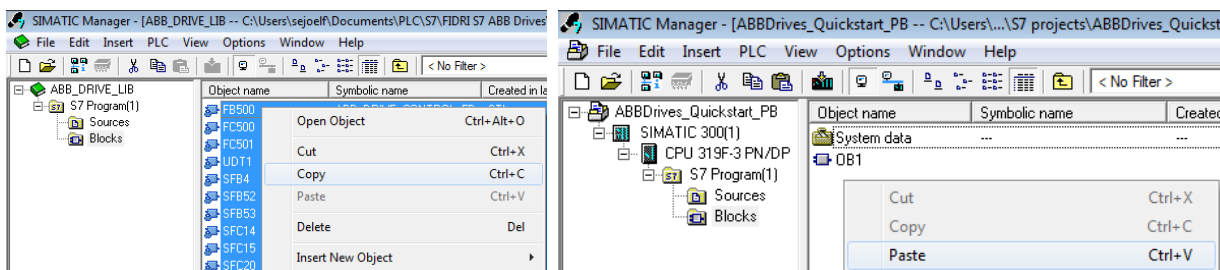 SIMATIC Manager - [ABB_DRIVE_LIB -- C:\Users\sejoelf\Documents\PLC\S7\FIDRI S7 ABB Drives
File Edit Insert PLC View Options Window Help
< No Filter >
ABB_DRIVE_LIB
S7 Program(1)
Sources
Blocks
Object name Symbolic name Created in la
FB500
FC500
FC501
UDT1
SFB4
SFB52
SFB53
SFC14
SFC15
SFC20
Open Object Ctrl+Alt+O
Cut Ctrl+X
Copy Ctrl+C
Paste Ctrl+V
Delete Del
Insert New Object
SIMATIC Manager - [ABBDrives_Quickstart_PB -- C:\Users\...\S7 projects\ABBDrives_Quickst
File Edit Insert PLC View Options Window Help
< No Filter >
ABBDrives_Quickstart_PB
SIMATIC 300(1)
CPU 319F-3 PN/DP
S7 Program(1)
Sources
Blocks
Object name Symbolic name Created
System data --- ---
OB1
Cut Ctrl+X
Copy Ctrl+C
Paste Ctrl+V